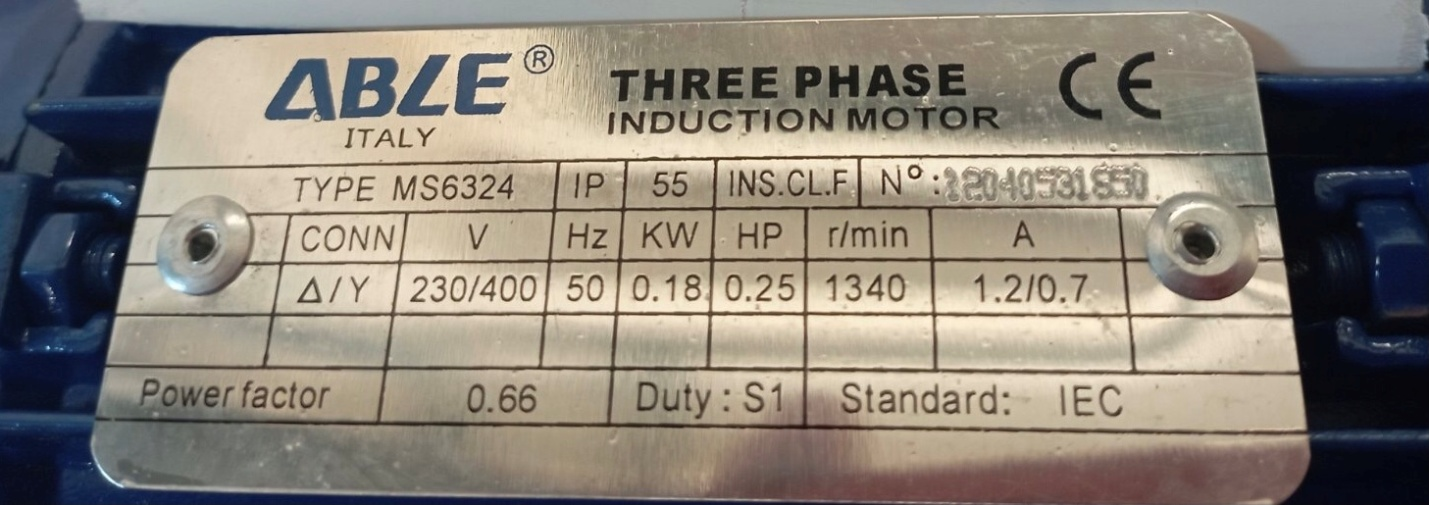 ABLE®
ITALY
THREE PHASE
INDUCTION MOTOR
CE
TYPE MS6324 IP 55 INS.CL.F N°:
CONN V Hz KW HP r/min A
Δ/Y 230/400 50 0.18 0.25 1340 1.2/0.7
Power factor 0.66 Duty : S1 Standard: IEC